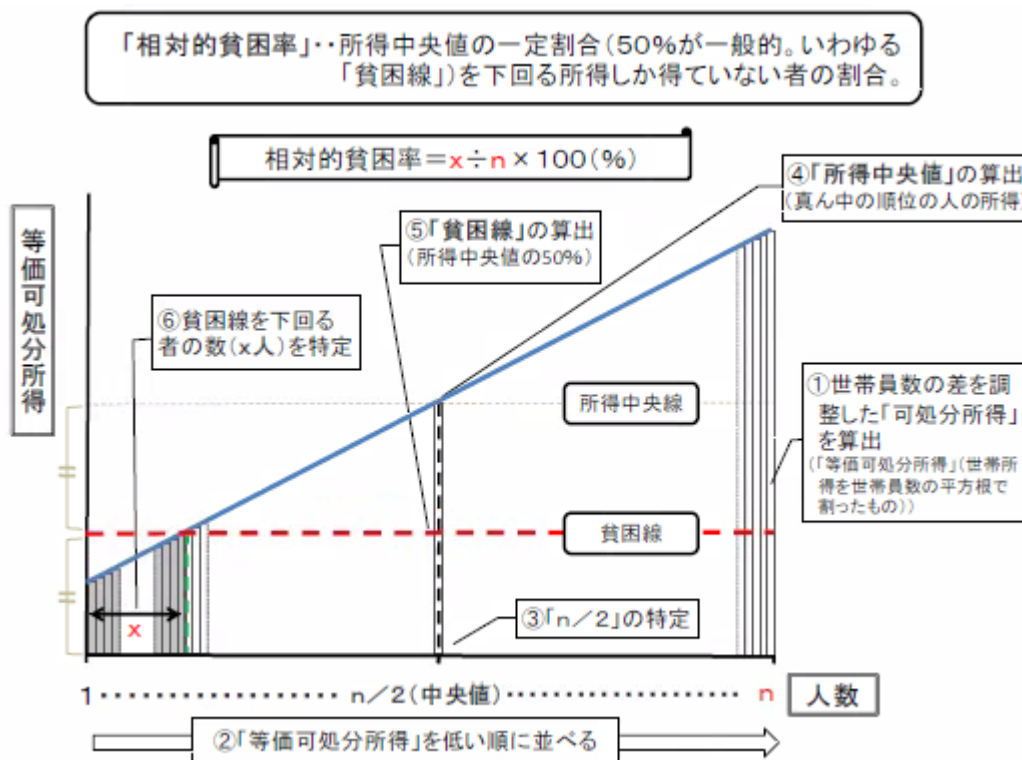 「相対的貧困率」･･所得中央値の一定割合(50%が一般的。いわゆる
「貧困線」)を下回る所得しか得ていない者の割合。
相対的貧困率=x÷n×100(%)
④「所得中央値」の算出
(真ん中の順位の人の所得)
⑤「貧困線」の算出
(所得中央値の50%)
等価可処分所得
⑥貧困線を下回る
者の数(x人)を特定
所得中央線
①世帯員数の差を調
整した「可処分所得」
を算出
(「等価可処分所得」(世帯所
得を世帯員数の平方根で
割ったもの))
貧困線
③「n/2」の特定
x
1･･････････････････n/2(中央値)･･････････････････n
人数
②「等価可処分所得」を低い順に並べる